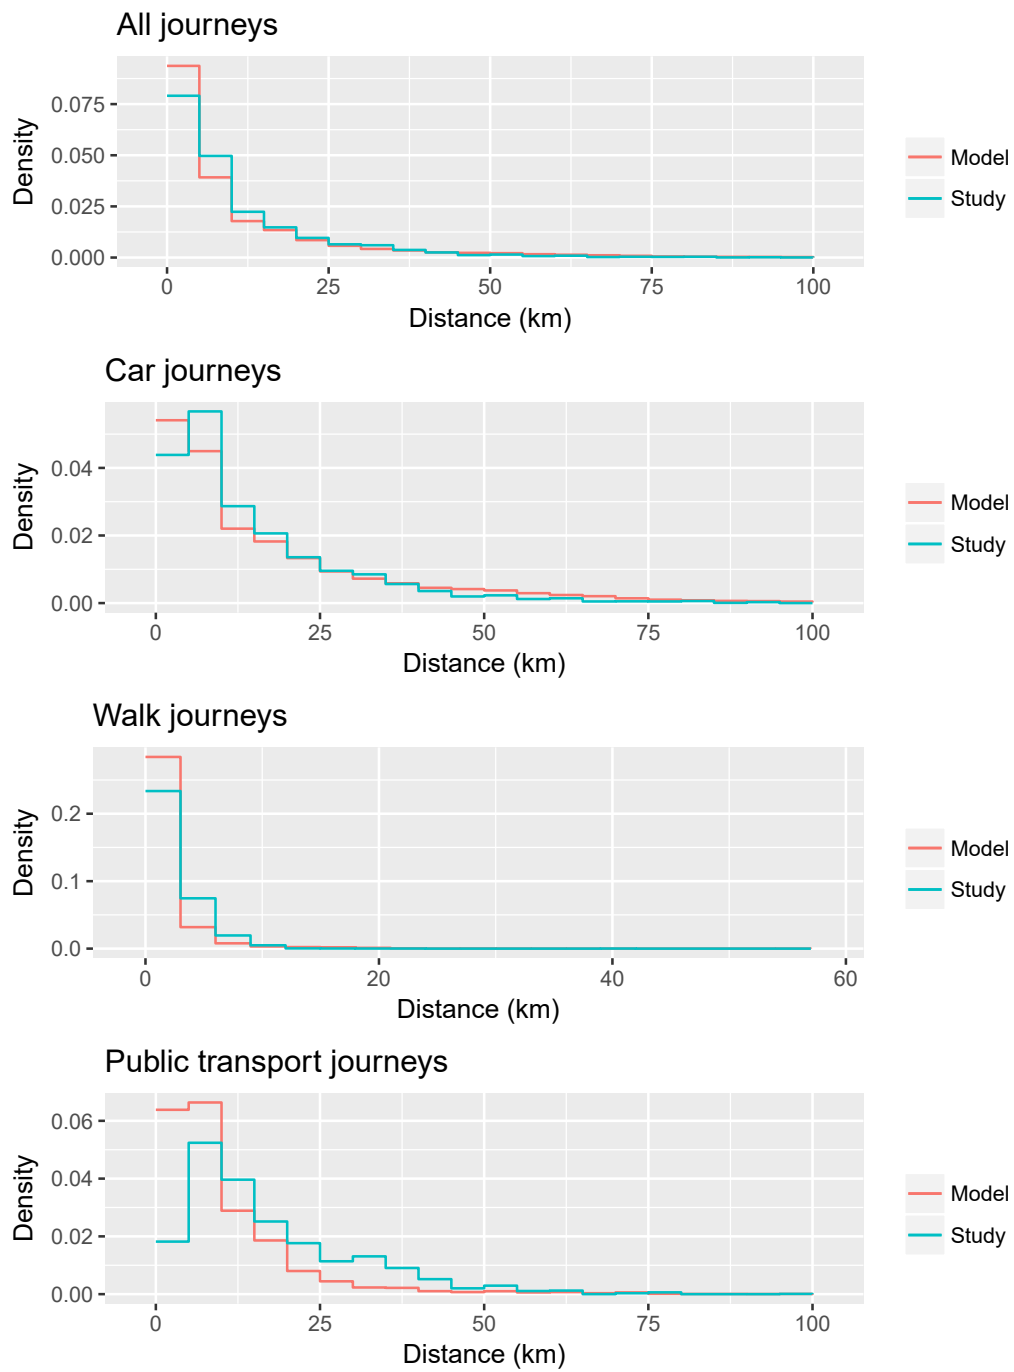 All journeys
Density
0.075
0.050
0.025
0.000
0 25 50 75 100
Distance (km)
Model
Study
Car journeys
Density
0.04
0.02
0.00
0 25 50 75 100
Distance (km)
Model
Study
Walk journeys
Density
0.2
0.1
0.0
0 20 40 60
Distance (km)
Model
Study
Public transport journeys
Density
0.06
0.04
0.02
0.00
0 25 50 75 100
Distance (km)
Model
Study